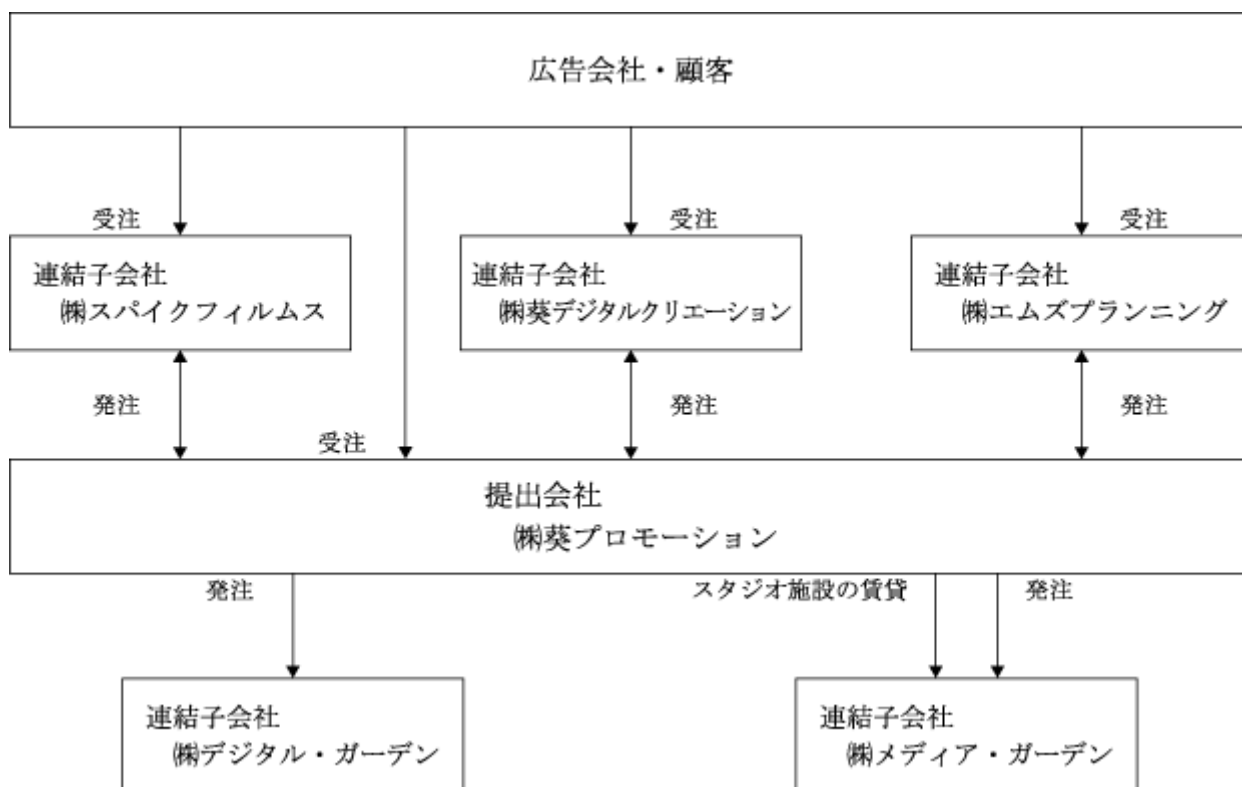 広告会社・顧客
受注
受注
受注
連結子会社
㈱スパイクフィルムス
連結子会社
㈱葵デジタルクリエーション
連結子会社
㈱エムズプランニング
発注
発注
発注
受注
提出会社
㈱葵プロモーション
発注
スタジオ施設の賃貸
発注
連結子会社
㈱デジタル・ガーデン
連結子会社
㈱メディア・ガーデン